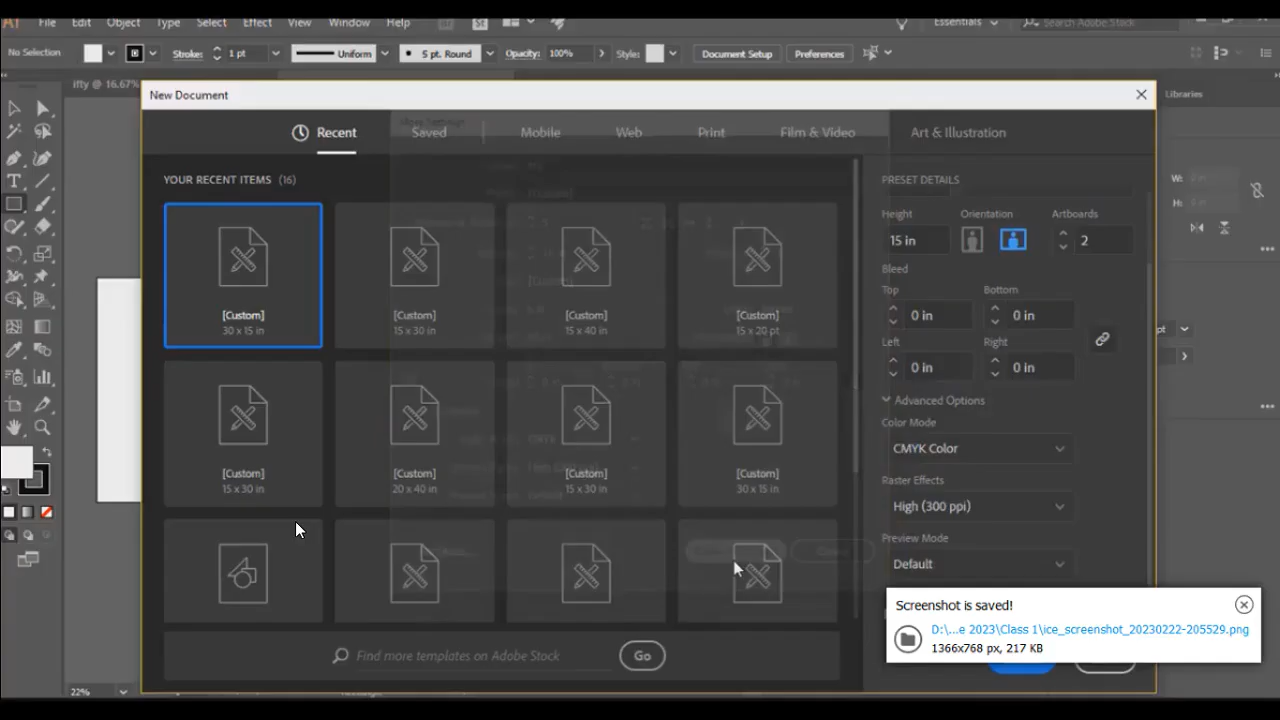 Ai File Edit Object Type Select Effect View Window Help St Essentials Search Adobe Stock
No Selection Stroke: 1 pt Uniform 5 pt. Round Opacity: 100% Style: Document Setup Preferences
ifty @ 16.67%
New Document
Libraries
Recent Saved Mobile Web Print Film & Video Art & Illustration
YOUR RECENT ITEMS (16)
PRESET DETAILS
W:
H:
Height Orientation Artboards
15 in 2
Bleed
Top Bottom
0 in 0 in
Left Right
0 in 0 in
[Custom] [Custom] [Custom] [Custom]
30 x 15 in 15 x 30 in 15 x 40 in 15 x 20 pt
pt
Advanced Options
Color Mode
CMYK Color
Raster Effects
High (300 ppi)
Preview Mode
Default
[Custom] [Custom] [Custom] [Custom]
15 x 30 in 20 x 40 in 15 x 30 in 30 x 15 in
Find more templates on Adobe Stock Go
Screenshot is saved!
D:\...e 2023\Class 1\ice_screenshot_20230222-205529.png
1366x768 px, 217 KB
22%